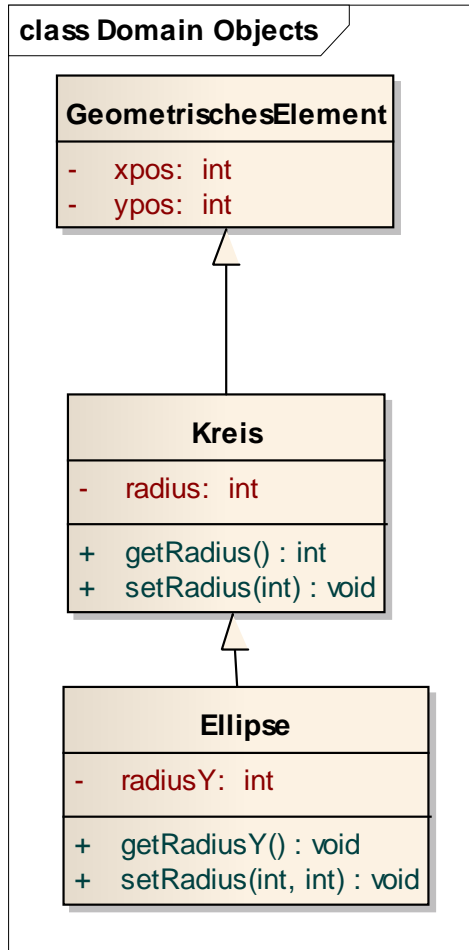 class Domain Objects
GeometrischesElement
- xpos: int
- ypos: int
Kreis
- radius: int
+ getRadius() : int
+ setRadius(int) : void
Ellipse
- radiusY: int
+ getRadiusY() : void
+ setRadius(int, int) : void